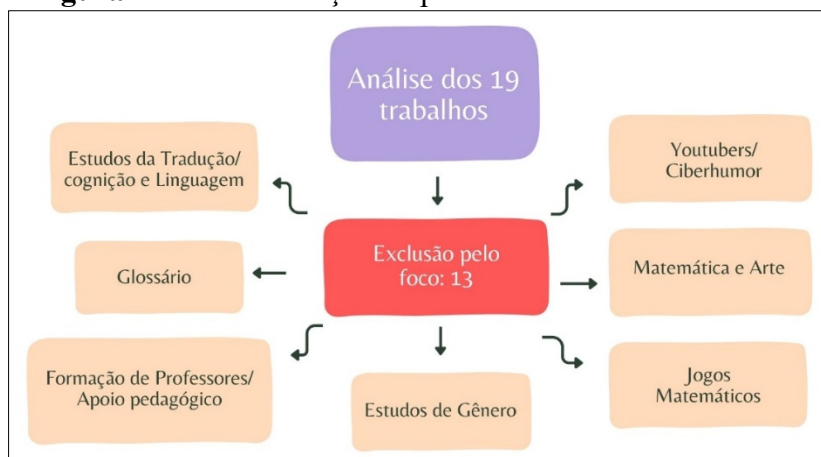 Análise dos 19
trabalhos
Estudos da Tradução/
cognição e Linguagem
Youtubers/
Ciberhumor
Exclusão pelo
foco: 13
Glossário
Matemática e Arte
Formação de Professores/
Apoio pedagógico
Estudos de Gênero
Jogos
Matemáticos